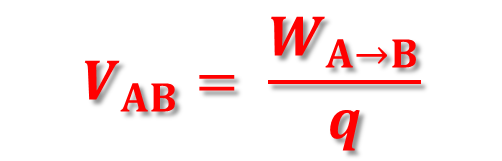 V_AB = W_A→B / q